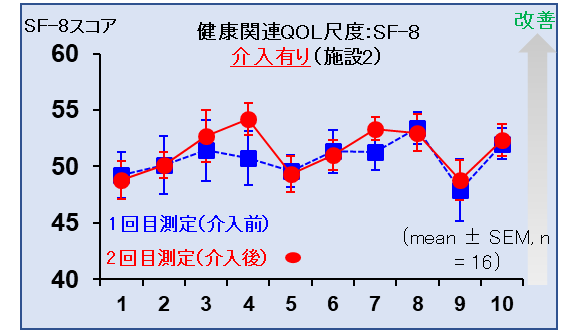 SF-8スコア
健康関連QOL尺度:SF-8
改善
介入有り(施設2)
60
55
50
45
40
1回目測定(介入前)
2回目測定(介入後)
(mean ± SEM, n
= 16)
1 2 3 4 5 6 7 8 9 10